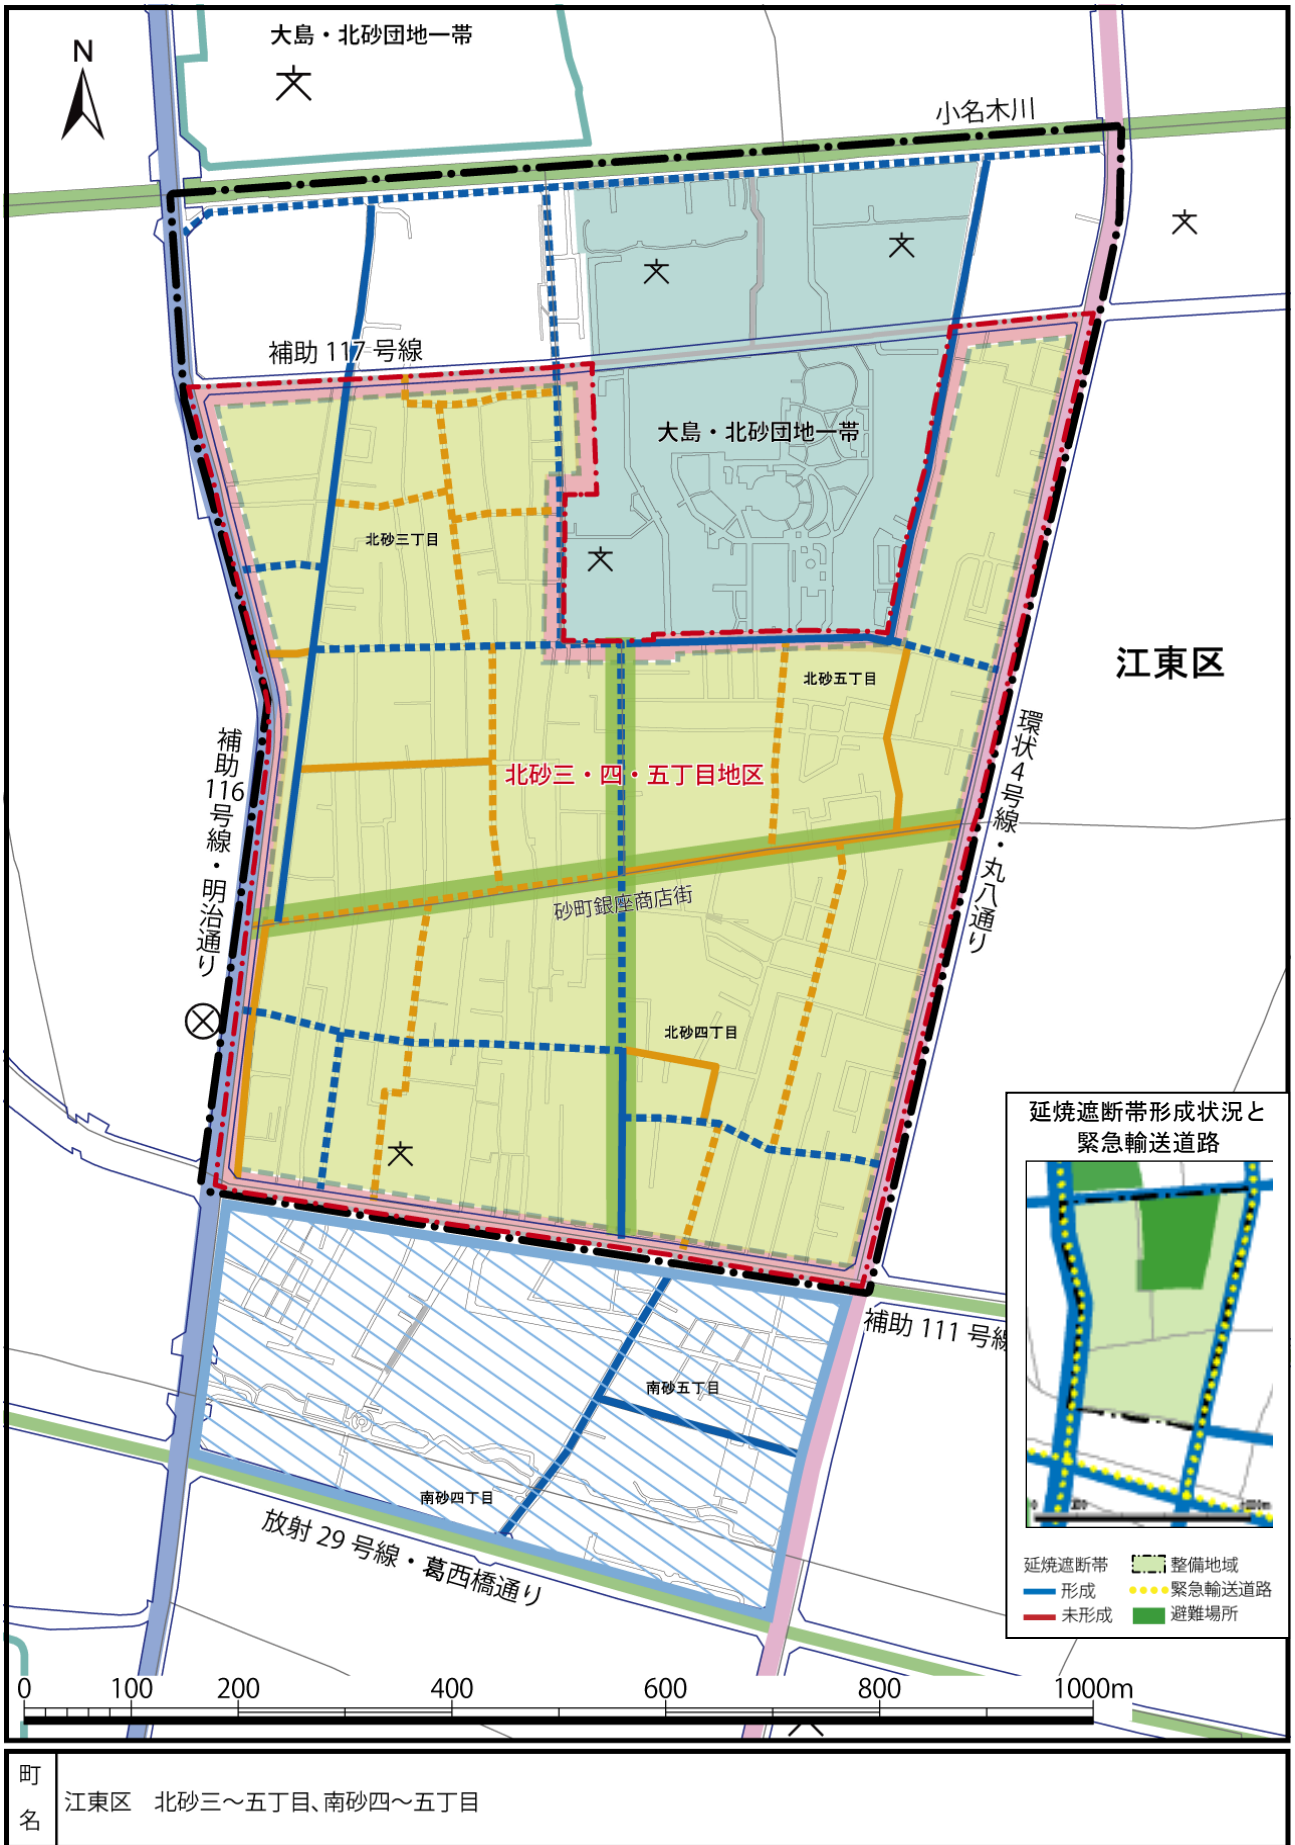 大島・北砂団地一帯
N
小名木川
補助 117 号線
大島・北砂団地一帯
北砂三丁目
江東区
北砂五丁目
北砂三・四・五丁目地区
補助116号線・明治通り
環状4号線・丸八通り
砂町銀座商店街
北砂四丁目
延焼遮断帯形成状況と
緊急輸送道路
補助 111 号線
南砂五丁目
南砂四丁目
放射 29 号線・葛西橋通り
延焼遮断帯
整備地域
形成
緊急輸送道路
未形成
避難場所
0 100 200 400 600 800 1000m
町名
江東区 北砂三~五丁目、南砂四~五丁目